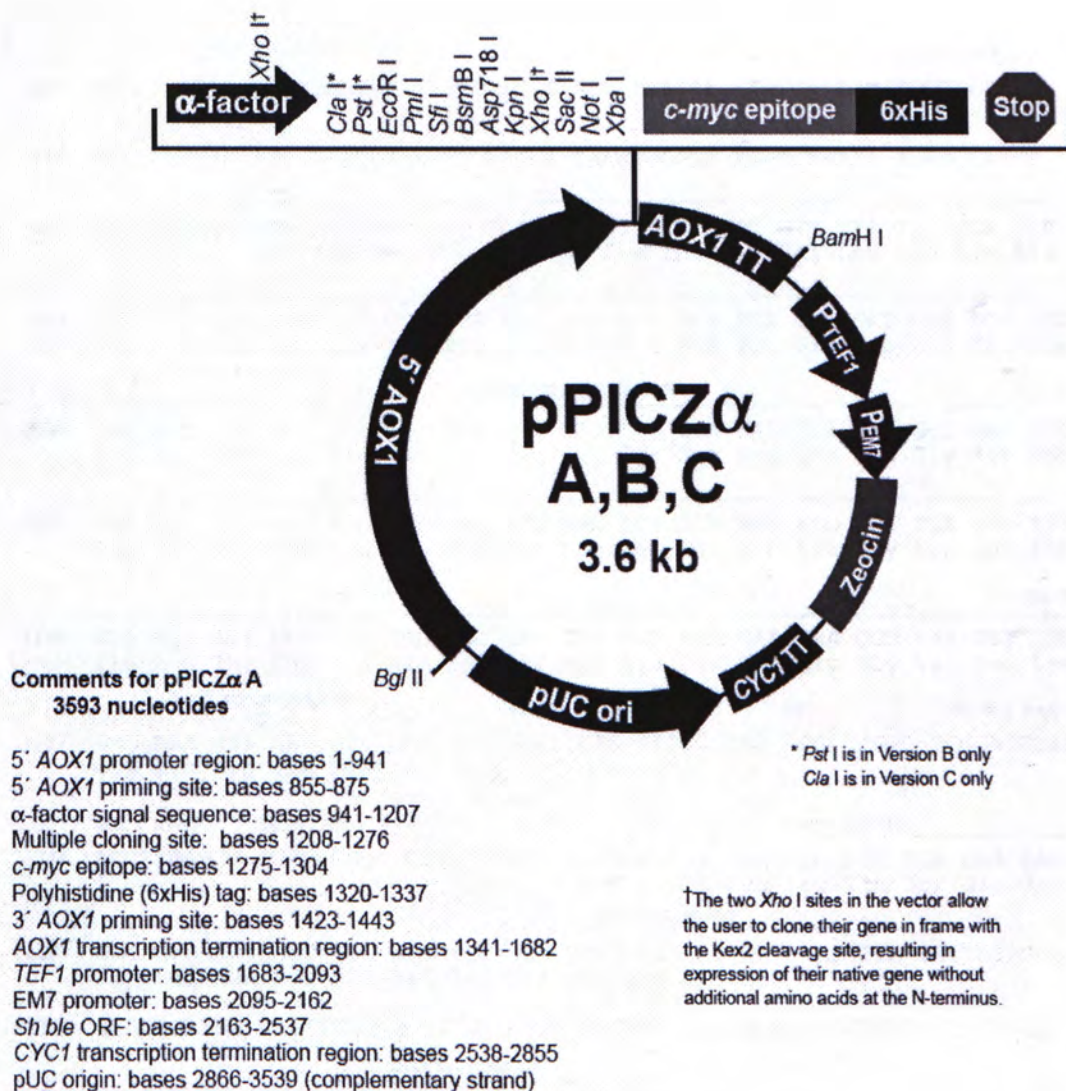 Xho I†
α-factor
Cla I*
Pst I*
EcoR I
Pml I
Sfi I
BsmB I
Asp718 I
Kpn I
Xho I†
Sac II
Not I
Xba I
c-myc epitope
6xHis
Stop
AOX1 TT
BamH I
PTEF1
PEM7
Zeocin
CYC1 TT
pUC ori
Bgl II
5´ AOX1
pPICZα
A,B,C
3.6 kb
Comments for pPICZα A
3593 nucleotides
5´ AOX1 promoter region: bases 1-941
5´ AOX1 priming site: bases 855-875
α-factor signal sequence: bases 941-1207
Multiple cloning site: bases 1208-1276
c-myc epitope: bases 1275-1304
Polyhistidine (6xHis) tag: bases 1320-1337
3´ AOX1 priming site: bases 1423-1443
AOX1 transcription termination region: bases 1341-1682
TEF1 promoter: bases 1683-2093
EM7 promoter: bases 2095-2162
Sh ble ORF: bases 2163-2537
CYC1 transcription termination region: bases 2538-2855
pUC origin: bases 2866-3539 (complementary strand)
* Pst I is in Version B only
Cla I is in Version C only
†The two Xho I sites in the vector allow
the user to clone their gene in frame with
the Kex2 cleavage site, resulting in
expression of their native gene without
additional amino acids at the N-terminus.